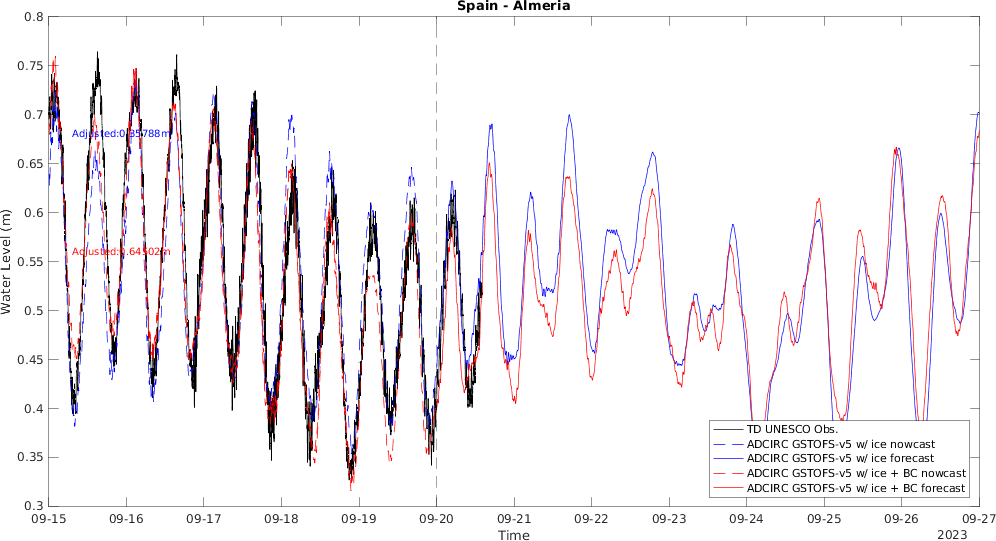 Spain - Almeria
0.8
0.75
0.7
0.65
0.6
0.55
0.5
0.45
0.4
0.35
0.3
Water Level (m)
Adjusted:0.35788m
Adjusted:0.64502m
TD UNESCO Obs.
ADCIRC GSTOFS-v5 w/ ice nowcast
ADCIRC GSTOFS-v5 w/ ice forecast
ADCIRC GSTOFS-v5 w/ ice + BC nowcast
ADCIRC GSTOFS-v5 w/ ice + BC forecast
09-15 09-16 09-17 09-18 09-19 09-20 09-21 09-22 09-23 09-24 09-25 09-26 09-27
Time
2023